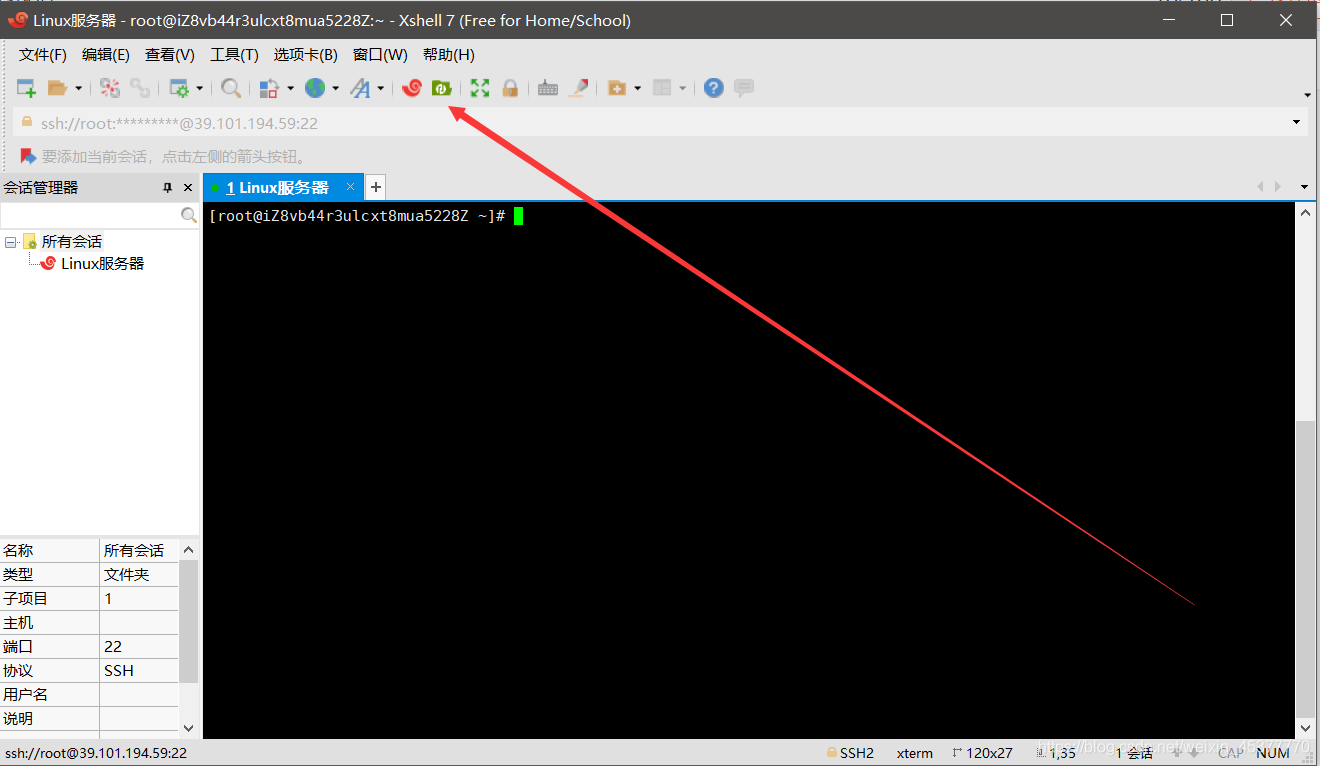 Linux服务器 - root@iZ8vb44r3ulcxt8mua5228Z:~ - Xshell 7 (Free for Home/School)
文件(F) 编辑(E) 查看(V) 工具(T) 选项卡(B) 窗口(W) 帮助(H)
ssh://root:*********@39.101.194.59:22
要添加当前会话，点击左侧的箭头按钮。
会话管理器
1 Linux服务器
[root@iZ8vb44r3ulcxt8mua5228Z ~]#
所有会话
Linux服务器
名称 所有会话
类型 文件夹
子项目 1
主机
端口 22
协议 SSH
用户名
说明
ssh://root@39.101.194.59:22 SSH2 xterm 120x27 1,35 1 会话 CAP NUM
https://blog.csdn.net/weixin_45377770